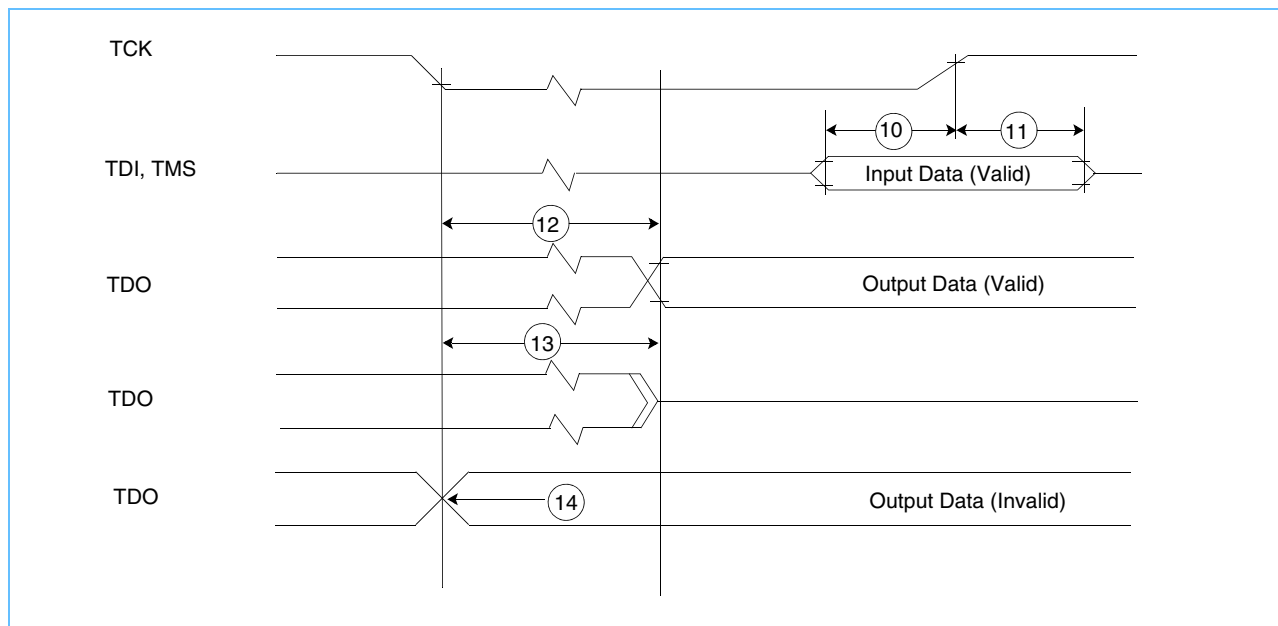 TCK
10
11
TDI, TMS
Input Data (Valid)
12
TDO
Output Data (Valid)
13
TDO
TDO
14
Output Data (Invalid)